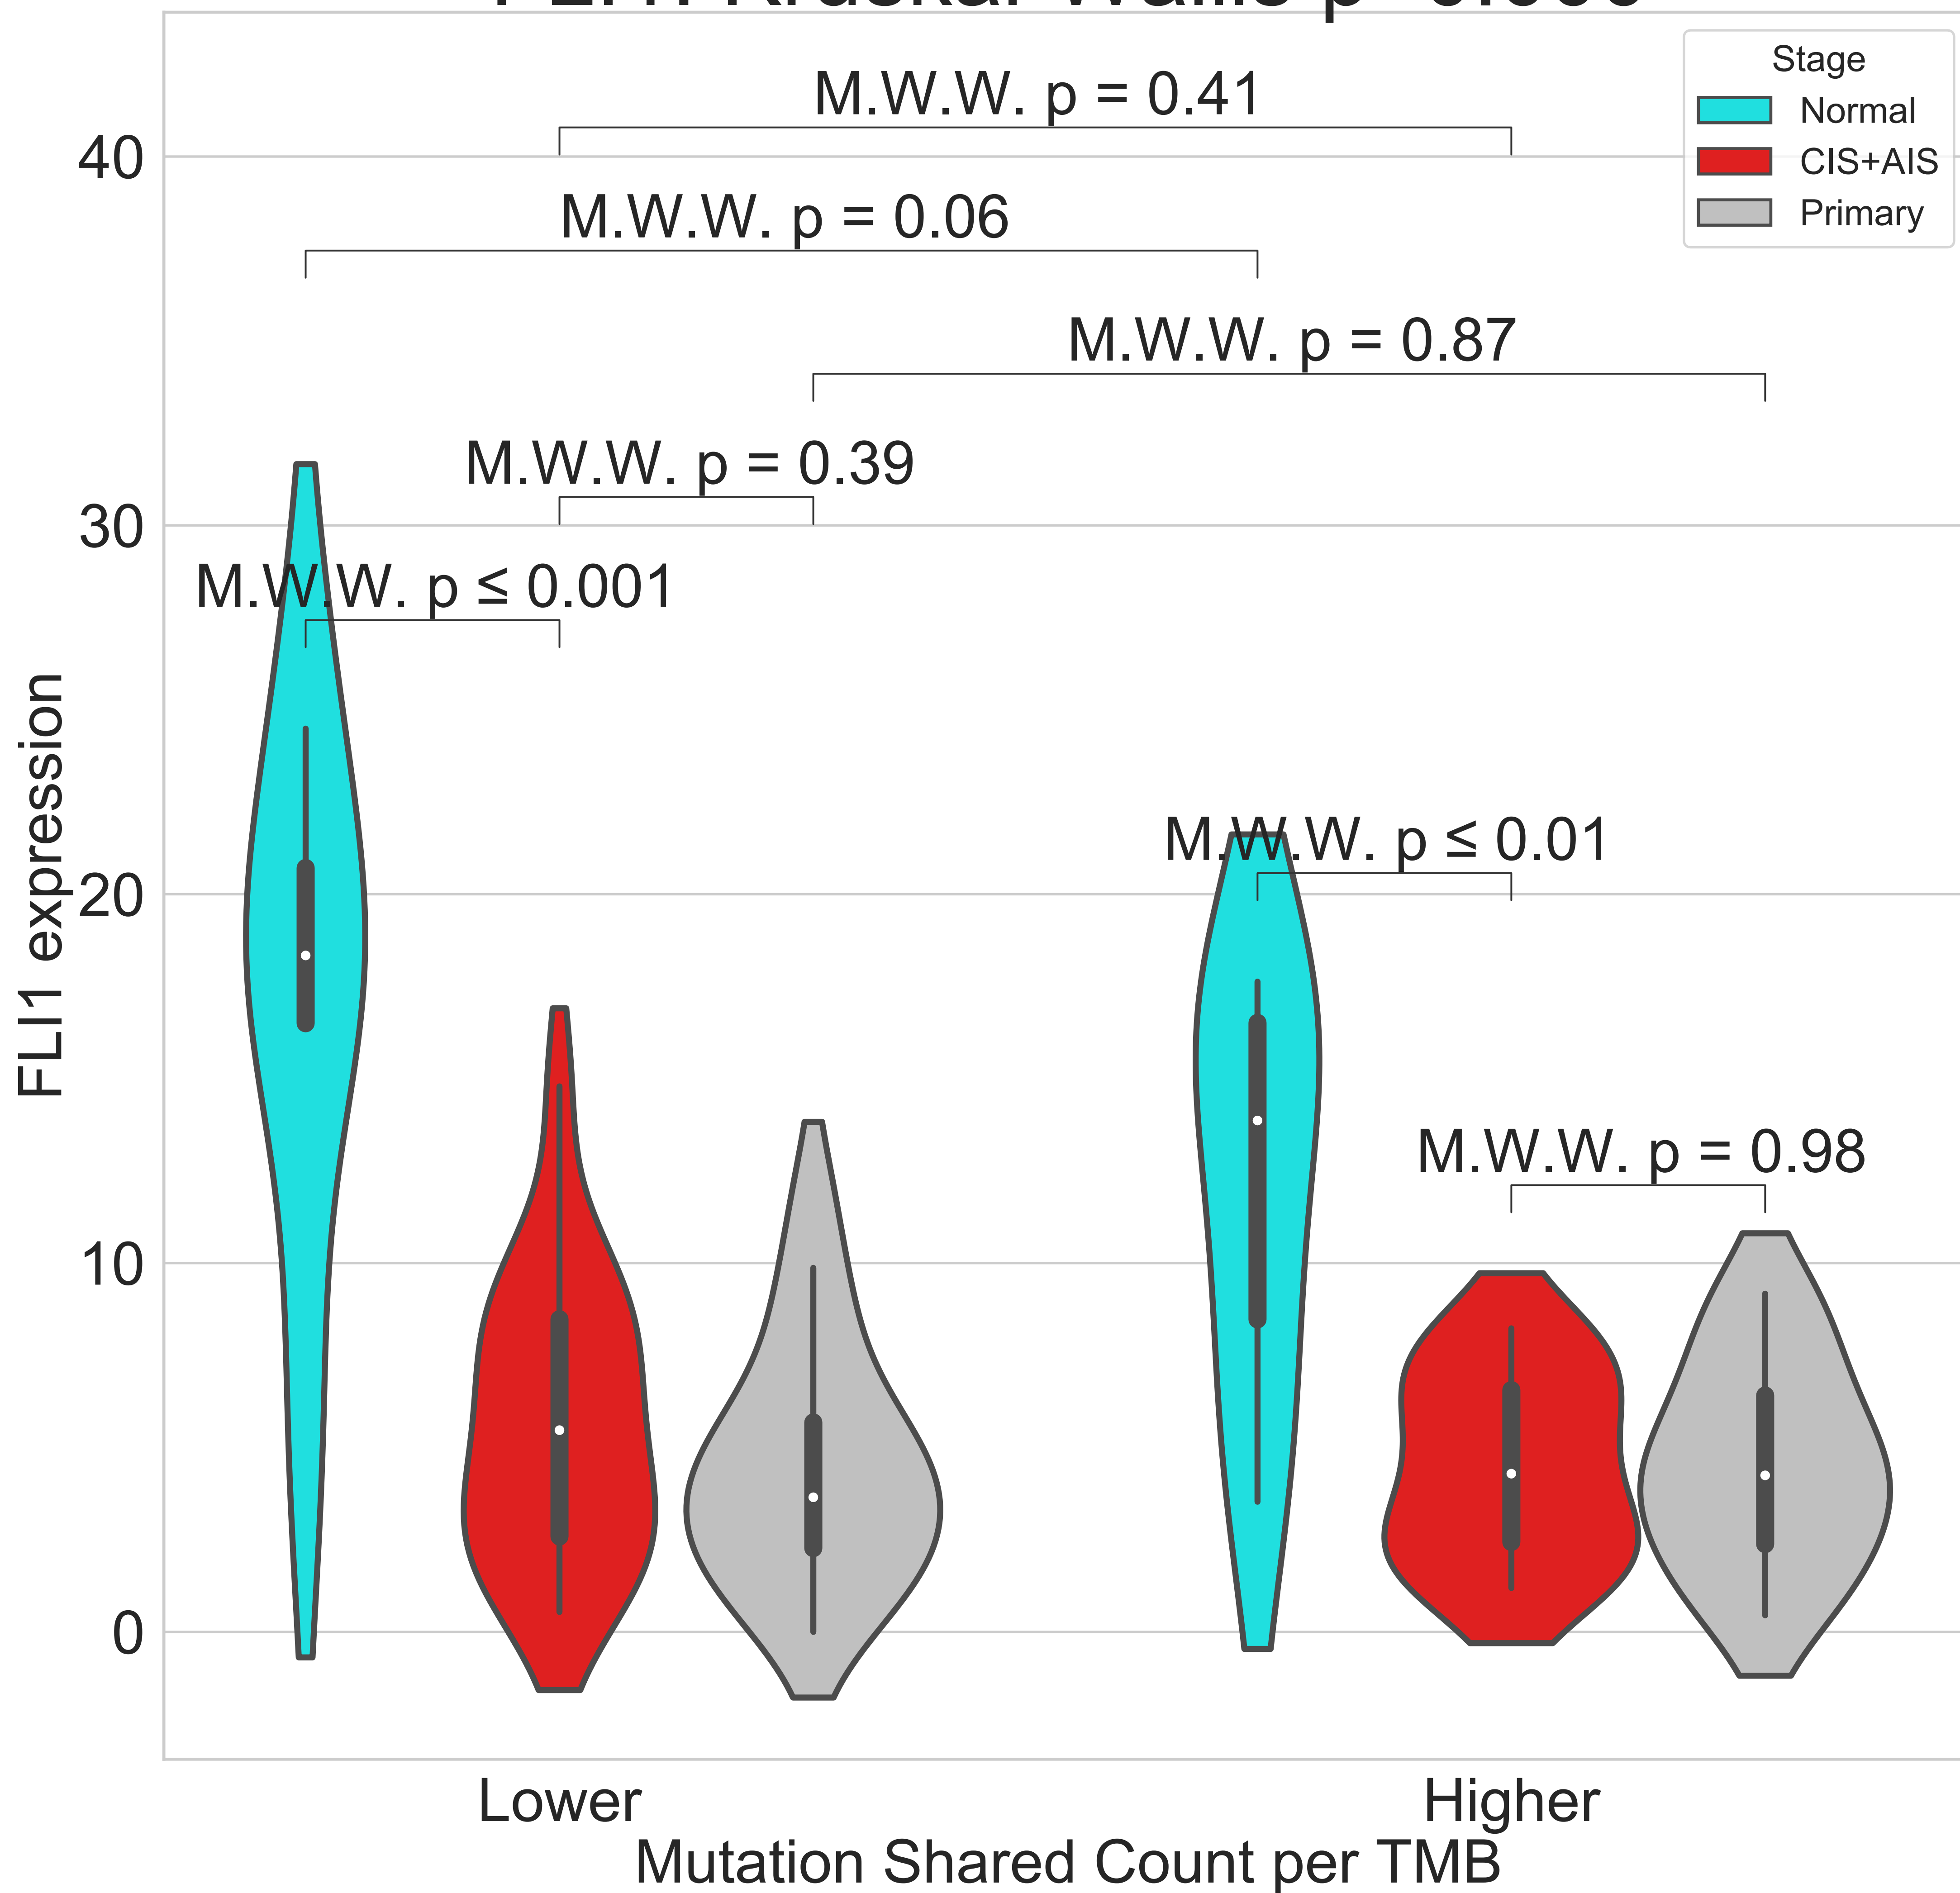 Stage
Normal
CIS+AIS
Primary
M.W.W. p = 0.41
M.W.W. p = 0.06
M.W.W. p = 0.87
M.W.W. p = 0.39
M.W.W. p ≤ 0.001
M.W.W. p ≤ 0.01
M.W.W. p = 0.98
40
30
20
10
0
FLI1 expression
Lower
Higher
Mutation Shared Count per TMB